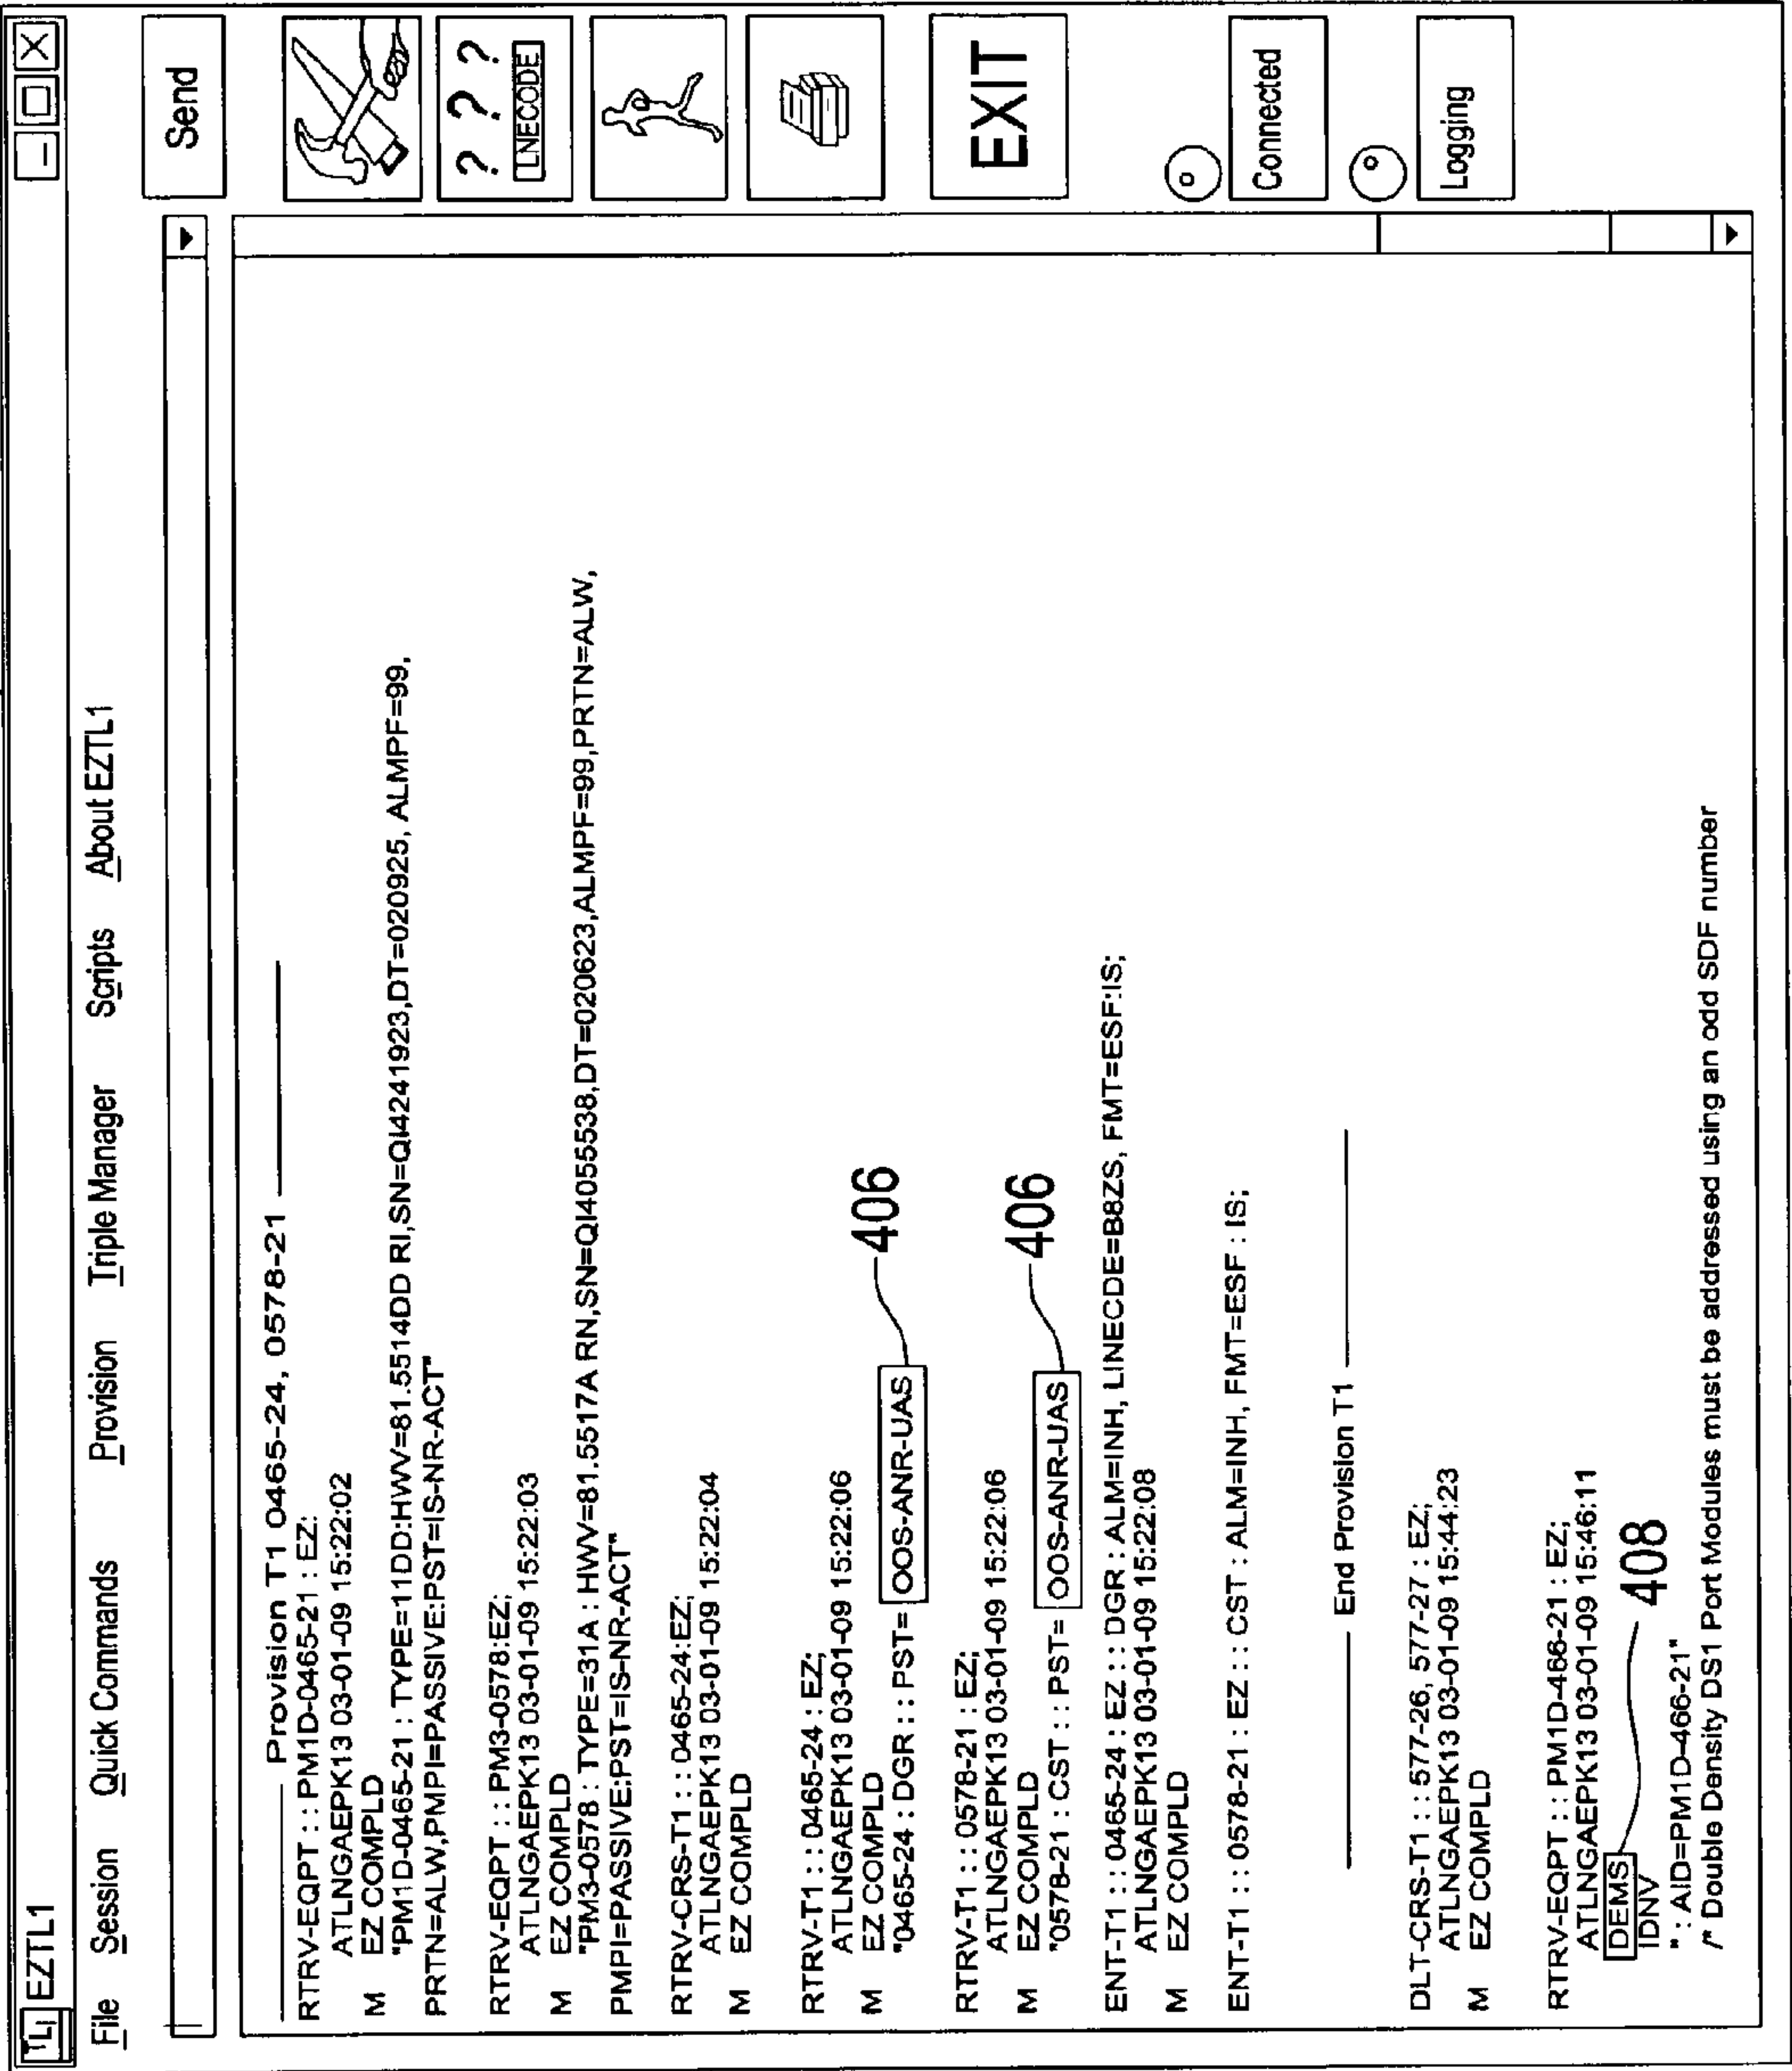 EZTL1
File Session Quick Commands Provision Triple Manager Scripts About EZTL1
Send
Provision T1 0465-24, 0578-21
RTRV-EQPT : : PM1D-0465-21 : EZ:
ATLNGAEPK13 03-01-09 15:22:02
M EZ COMPLD
"PM1D-0465-21 : TYPE=11DD:HWV=81.5514DD RI,SN=QI4241923,DT=020925, ALMPF=99,
PRTN=ALW,PMPI=PASSIVE:PST=IS-NR-ACT"
RTRV-EQPT : : PM3-0578:EZ;
ATLNGAEPK13 03-01-09 15:22:03
M EZ COMPLD
"PM3-0578 : TYPE=31A : HWV=81.5517A RN,SN=QI4055538,DT=020623,ALMPF=99,PRTN=ALW,
PMPI=PASSIVE:PST=IS-NR-ACT"
RTRV-CRS-T1 : : 0465-24:EZ;
ATLNGAEPK13 03-01-09 15:22:04
M EZ COMPLD
RTRV-T1 : : 0465-24 : EZ;
ATLNGAEPK13 03-01-09 15:22:06
M EZ COMPLD
"0465-24 : : DGR : : PST= OOS-ANR-UAS 406
RTRV-T1 : : 0578-21 : EZ;
ATLNGAEPK13 03-01-09 15:22:06
M EZ COMPLD
"0578-21 : : CST : : PST= OOS-ANR-UAS 406
ENT-T1 : : 0465-24 : EZ : : DGR : ALM=INH, LINECDE=B8ZS, FMT=ESF:IS;
ATLNGAEPK13 03-01-09 15:22:08
M EZ COMPLD
ENT-T1 : : 0578-21 : EZ : : CST : ALM=INH, FMT=ESF : IS;
End Provision T1
DLT-CRS-T1 : : 577-26, 577-27 : EZ;
ATLNGAEPK13 03-01-09 15:44:23
M EZ COMPLD
RTRV-EQPT : : PM1D-466-21 : EZ;
ATLNGAEPK13 03-01-09 15:46:11
DEMS 408
IDNV
" : AID=PM1D-466-21"
/* Double Density DS1 Port Modules must be addressed using an odd SDF number
? ? ?
LNECODE
EXIT
Connected
Logging